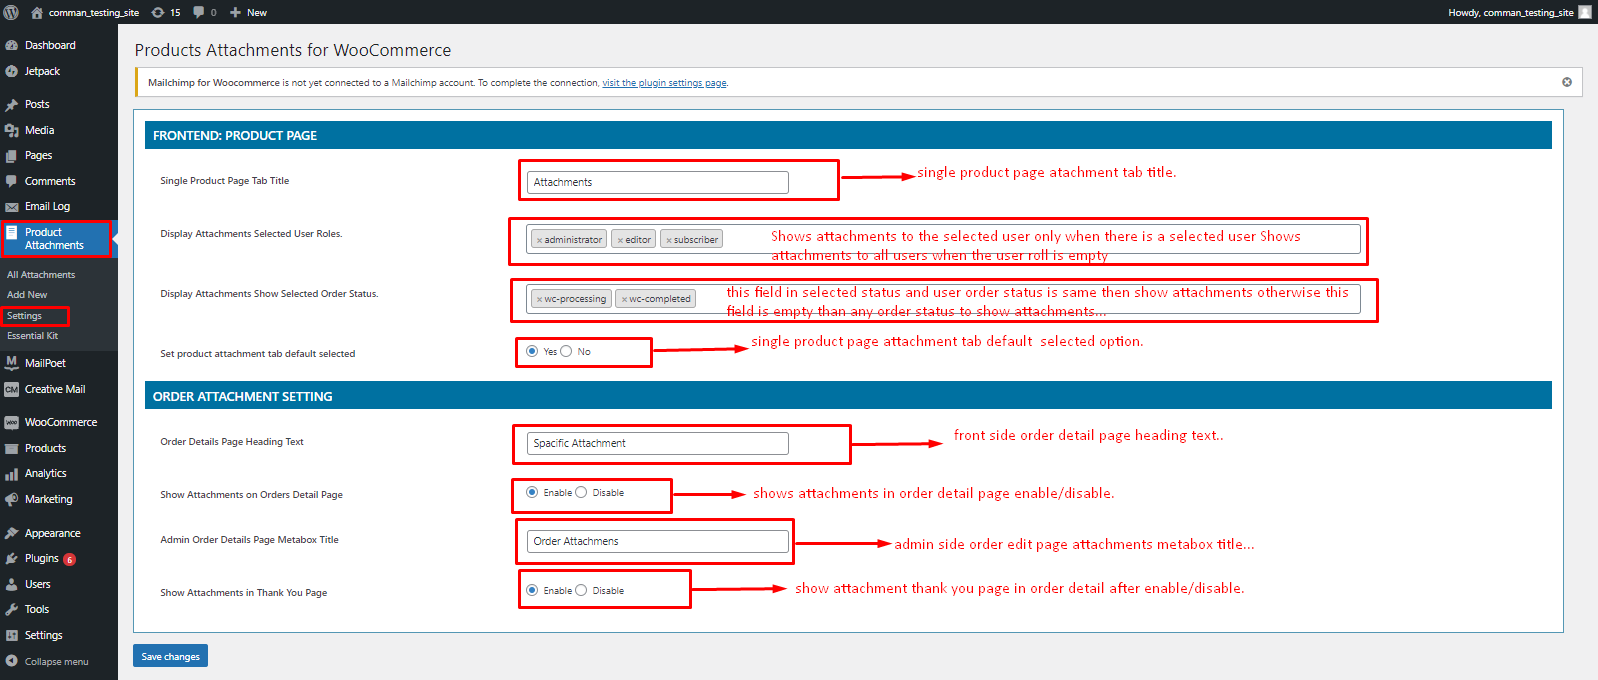 comman_testing_site 15 0 + New Howdy, comman_testing_site
Dashboard
Jetpack
Posts
Media
Pages
Comments
Email Log
Product
Attachments
All Attachments
Add New
Settings
Essential Kit
MailPoet
CM Creative Mail
Woo WooCommerce
Products
Analytics
Marketing
Appearance
Plugins 6
Users
Tools
Settings
Collapse menu
Products Attachments for WooCommerce
Mailchimp for Woocommerce is not yet connected to a Mailchimp account. To complete the connection, visit the plugin settings page.
FRONTEND: PRODUCT PAGE
Single Product Page Tab Title Attachments single product page atachment tab title.
Display Attachments Selected User Roles. × administrator × editor × subscriber Shows attachments to the selected user only when there is a selected user Shows
attachments to all users when the user roll is empty
Display Attachments Show Selected Order Status. × wc-processing × wc-completed this field in selected status and user order status is same then show attachments otherwise this
field is empty than any order status to show attachments...
Set product attachment tab default selected Yes No single product page attachment tab default selected option.
ORDER ATTACHMENT SETTING
Order Details Page Heading Text Spacific Attachment front side order detail page heading text..
Show Attachments on Orders Detail Page Enable Disable shows attachments in order detail page enable/disable.
Admin Order Details Page Metabox Title Order Attachmens admin side order edit page attachments metabox title...
Show Attachments in Thank You Page Enable Disable show attachment thank you page in order detail after enable/disable.
Save changes